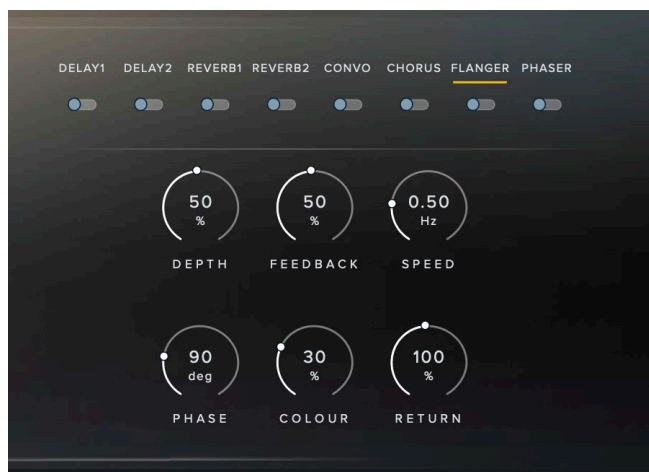 DELAY1 DELAY2 REVERB1 REVERB2 CONVO CHORUS FLANGER PHASER
50 50 0.50
% % Hz
DEPTH FEEDBACK SPEED
90 30 100
deg % %
PHASE COLOUR RETURN